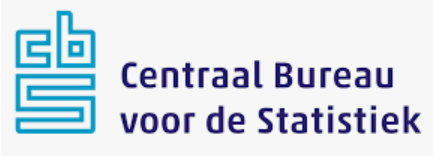 cbs
Centraal Bureau
voor de Statistiek